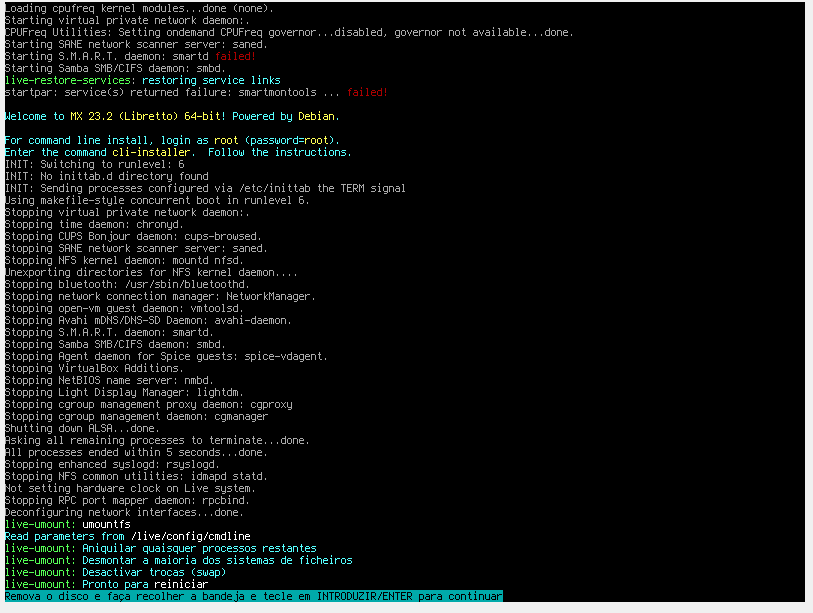 Loading cpufreq kernel modules...done (none).
Starting virtual private network daemon:.
CPUFreq Utilities: Setting ondemand CPUFreq governor...disabled, governor not available...done.
Starting SANE network scanner server: saned.
Starting S.M.A.R.T. daemon: smartd failed!
Starting Samba SMB/CIFS daemon: smbd.
live-restore-services: restoring service links
startpar: service(s) returned failure: smartmontools ... failed!
Welcome to MX 23.2 (Libretto) 64-bit! Powered by Debian.
For command line install, login as root (password=root).
Enter the command cli-installer.  Follow the instructions.
INIT: Switching to runlevel: 6
INIT: No inittab.d directory found
INIT: Sending processes configured via /etc/inittab the TERM signal
Using makefile-style concurrent boot in runlevel 6.
Stopping virtual private network daemon:.
Stopping time daemon: chronyd.
Stopping CUPS Bonjour daemon: cups-browsed.
Stopping SANE network scanner server: saned.
Stopping NFS kernel daemon: mountd nfsd.
Unexporting directories for NFS kernel daemon....
Stopping bluetooth: /usr/sbin/bluetoothd.
Stopping network connection manager: NetworkManager.
Stopping open-vm guest daemon: vmtoolsd.
Stopping Avahi mDNS/DNS-SD Daemon: avahi-daemon.
Stopping S.M.A.R.T. daemon: smartd.
Stopping Samba SMB/CIFS daemon: smbd.
Stopping Agent daemon for Spice guests: spice-vdagent.
Stopping VirtualBox Additions.
Stopping NetBIOS name server: nmbd.
Stopping Light Display Manager: lightdm.
Stopping cgroup management proxy daemon: cgproxy
Stopping cgroup management daemon: cgmanager
Shutting down ALSA...done.
Asking all remaining processes to terminate...done.
All processes ended within 5 seconds...done.
Stopping enhanced syslogd: rsyslogd.
Stopping NFS common utilities: idmapd statd.
Not setting hardware clock on Live system.
Stopping RPC port mapper daemon: rpcbind.
Deconfiguring network interfaces...done.
live-umount: umountfs
Read parameters from /live/config/cmdline
live-umount: Aniquilar quaisquer processos restantes
live-umount: Desmontar a maioria dos sistemas de ficheiros
live-umount: Desactivar trocas (swap)
live-umount: Pronto para reiniciar
Remova o disco e faça recolher a bandeja e tecle em INTRODUZIR/ENTER para continuar